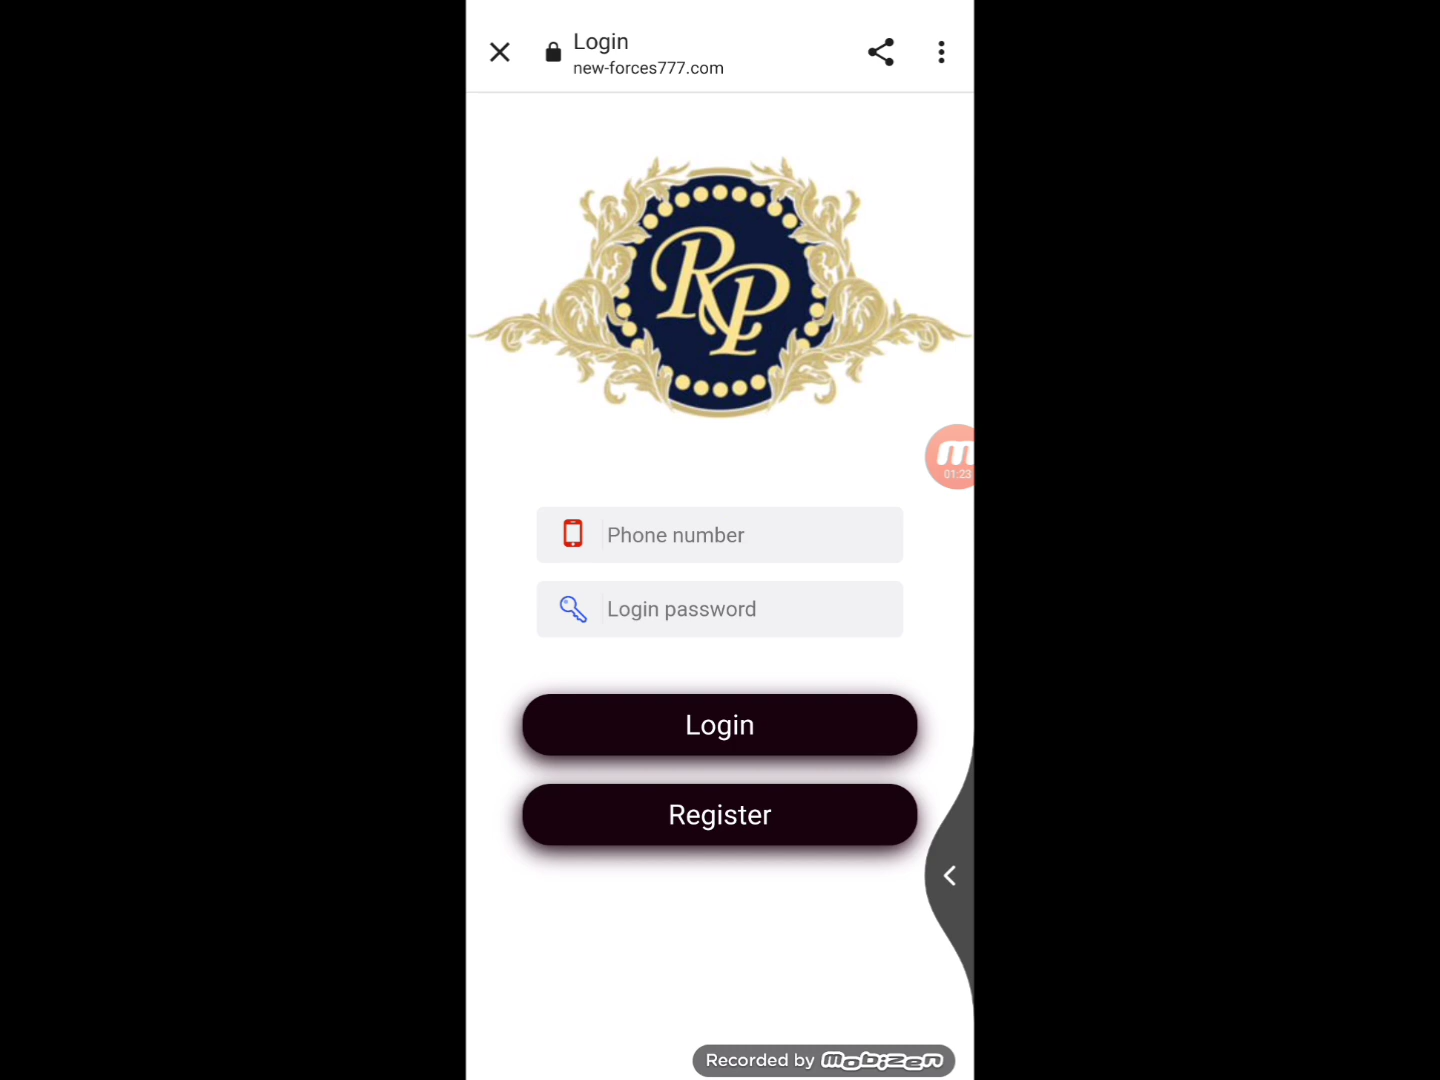 Login
new-forces777.com
RP
01:23
Phone number
Login password
Login
Register
Recorded by mobizen